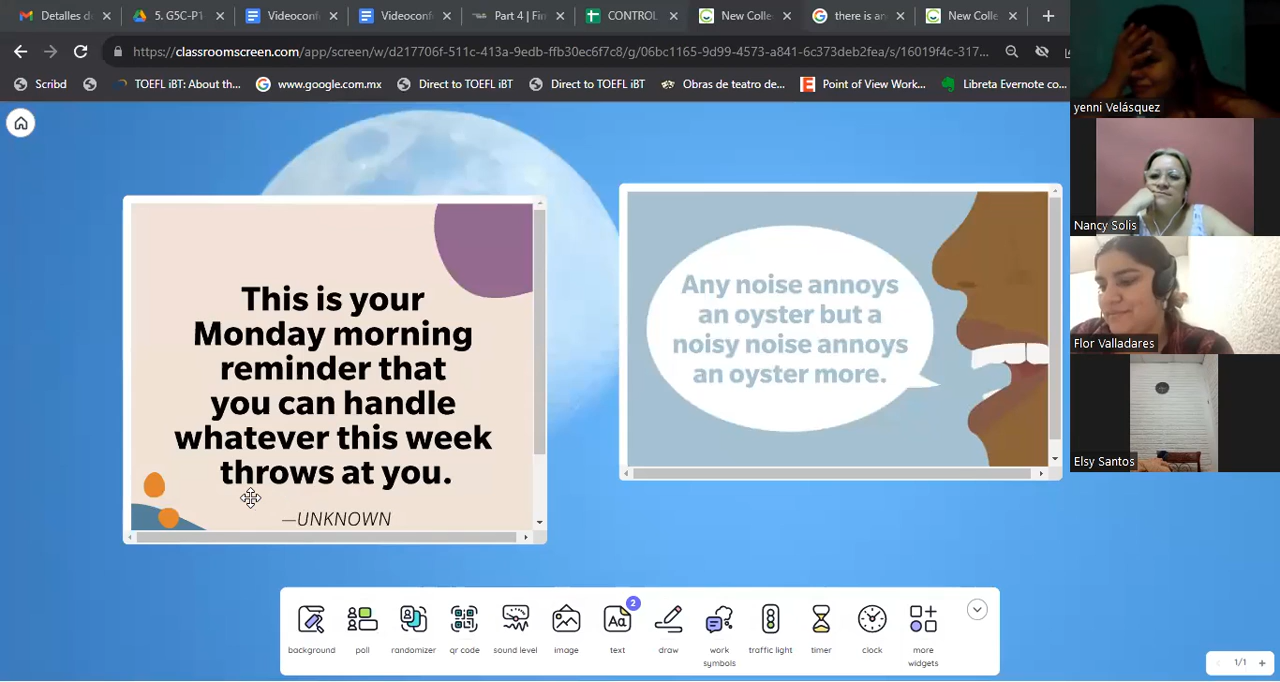 Detalles d
5. G5C-P1
Videoconf
Videoconf
Part 4 | Fir
CONTROL
New Colle
there is an
New Colle
https://classroomscreen.com/app/screen/w/d217706f-511c-413a-9edb-ffb30ec6f7c8/g/06bc1165-9d99-4573-a841-6c373deb2fea/s/16019f4c-317...
Scribd
TOEFL iBT: About th...
www.google.com.mx
Direct to TOEFL iBT
Direct to TOEFL iBT
Obras de teatro de...
Point of View Work...
Libreta Evernote co...
This is your
Monday morning
reminder that
you can handle
whatever this week
throws at you.
—UNKNOWN
Any noise annoys
an oyster but a
noisy noise annoys
an oyster more.
yenni Velásquez
Nancy Solis
Flor Valladares
Elsy Santos
2
background
poll
randomizer
qr code
sound level
image
text
draw
work
symbols
traffic light
timer
clock
more
widgets
1/1